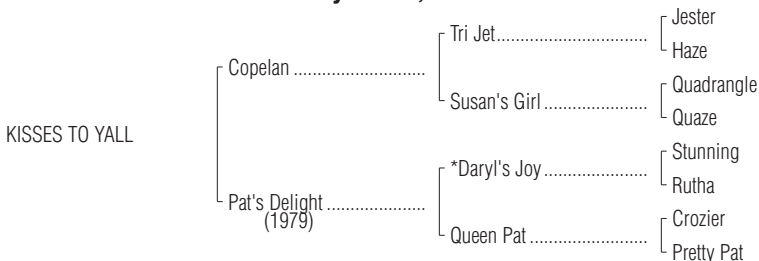 Jester
Tri Jet
Haze
Copelan
Quadrangle
Susan's Girl
Quaze
KISSES TO YALL
Stunning
*Daryl's Joy
Rutha
Pat's Delight
(1979)
Crozier
Queen Pat
Pretty Pat